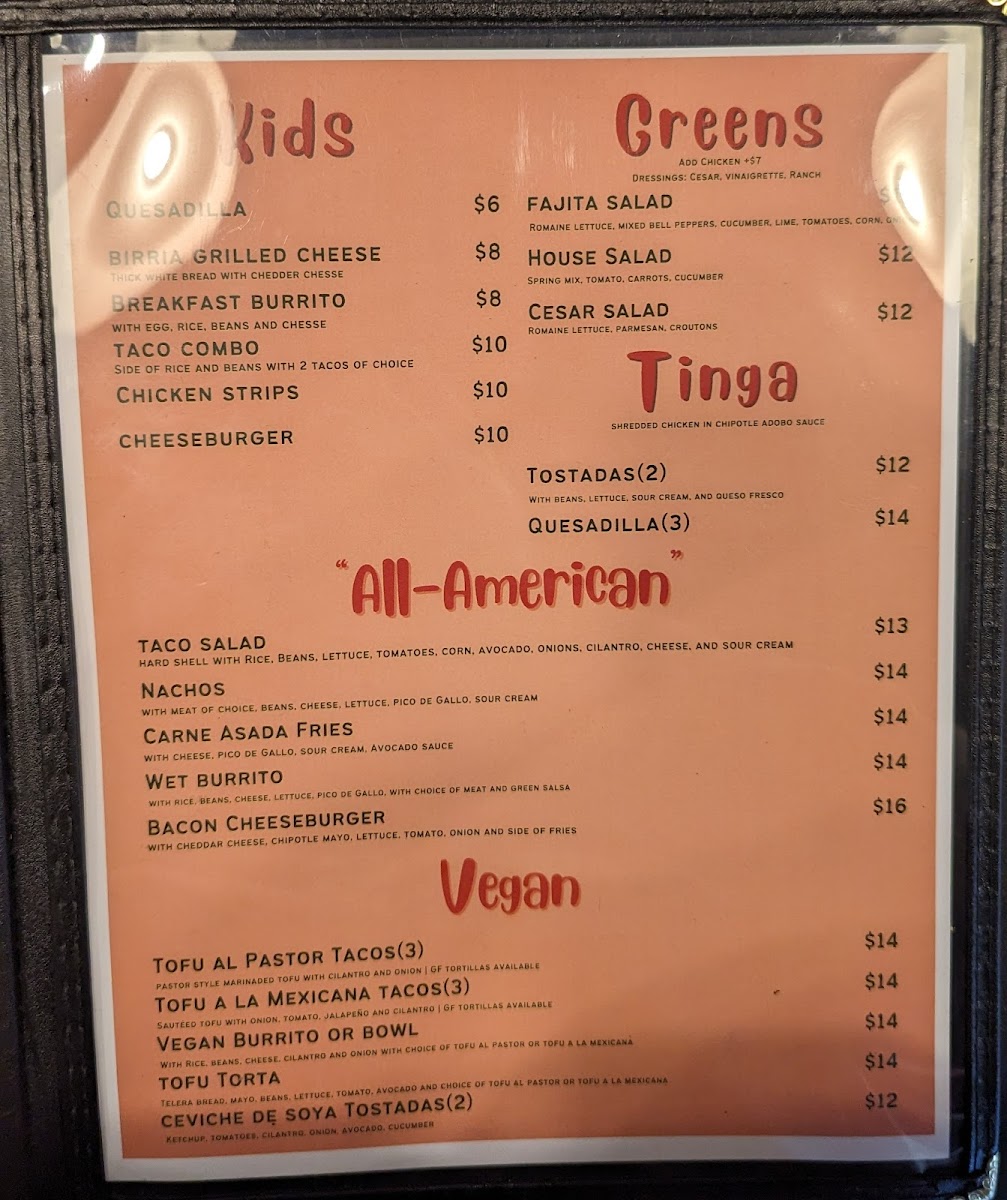 Kids
QUESADILLA $6
BIRRIA GRILLED CHEESE $8
THICK WHITE BREAD WITH CHEDDER CHESSE
BREAKFAST BURRITO $8
WITH EGG, RICE, BEANS AND CHESSE
TACO COMBO $10
SIDE OF RICE AND BEANS WITH 2 TACOS OF CHOICE
CHICKEN STRIPS $10
CHEESEBURGER $10
Greens
ADD CHICKEN +$7
DRESSINGS: CESAR, VINAIGRETTE, RANCH
FAJITA SALAD
ROMAINE LETTUCE, MIXED BELL PEPPERS, CUCUMBER, LIME, TOMATOES, CORN,
HOUSE SALAD $12
SPRING MIX, TOMATO, CARROTS, CUCUMBER
CESAR SALAD $12
ROMAINE LETTUCE, PARMESAN, CROUTONS
Tinga
SHREDDED CHICKEN IN CHIPOTLE ADOBO SAUCE
TOSTADAS(2) $12
WITH BEANS, LETTUCE, SOUR CREAM, AND QUESO FRESCO
QUESADILLA(3) $14
"All-American"
TACO SALAD $13
HARD SHELL WITH RICE, BEANS, LETTUCE, TOMATOES, CORN, AVOCADO, ONIONS, CILANTRO, CHEESE, AND SOUR CREAM
NACHOS $14
WITH MEAT OF CHOICE, BEANS, CHEESE, LETTUCE, PICO DE GALLO, SOUR CREAM
CARNE ASADA FRIES $14
WITH CHEESE, PICO DE GALLO, SOUR CREAM, AVOCADO SAUCE
WET BURRITO $14
WITH RICE, BEANS, CHEESE, LETTUCE, PICO DE GALLO, WITH CHOICE OF MEAT AND GREEN SALSA
BACON CHEESEBURGER $16
WITH CHEDDAR CHEESE, CHIPOTLE MAYO, LETTUCE, TOMATO, ONION AND SIDE OF FRIES
Vegan
TOFU AL PASTOR TACOS(3) $14
PASTOR STYLE MARINADED TOFU WITH CILANTRO AND ONION | GF TORTILLAS AVAILABLE
TOFU A LA MEXICANA TACOS(3) $14
SAUTÉED TOFU WITH ONION, TOMATO, JALAPEÑO AND CILANTRO | GF TORTILLAS AVAILABLE
VEGAN BURRITO OR BOWL $14
WITH RICE, BEANS, CHEESE, CILANTRO AND ONION WITH CHOICE OF TOFU AL PASTOR OR TOFU A LA MEXICANA
TOFU TORTA $14
TELERA BREAD, MAYO, BEANS, LETTUCE, TOMATO, AVOCADO AND CHOICE OF TOFU AL PASTOR OR TOFU A LA MEXICANA
CEVICHE DE SOYA TOSTADAS(2) $12
KETCHUP, TOMATOES, CILANTRO, ONION, AVOCADO, CUCUMBER